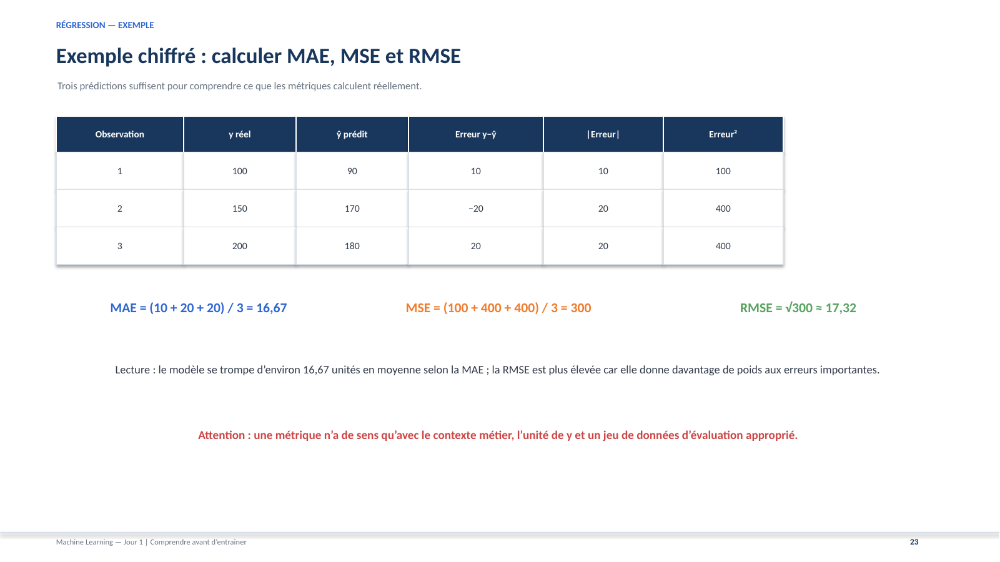 RÉGRESSION — EXEMPLE
Exemple chiffré : calculer MAE, MSE et RMSE
Trois prédictions suffisent pour comprendre ce que les métriques calculent réellement.
Observation y réel ŷ prédit Erreur y−ŷ |Erreur| Erreur²
1 100 90 10 10 100
2 150 170 −20 20 400
3 200 180 20 20 400
MAE = (10 + 20 + 20) / 3 = 16,67 MSE = (100 + 400 + 400) / 3 = 300 RMSE = √300 ≈ 17,32
Lecture : le modèle se trompe d’environ 16,67 unités en moyenne selon la MAE ; la RMSE est plus élevée car elle donne davantage de poids aux erreurs importantes.
Attention : une métrique n’a de sens qu’avec le contexte métier, l’unité de y et un jeu de données d’évaluation approprié.
Machine Learning — Jour 1 | Comprendre avant d’entraîner 23